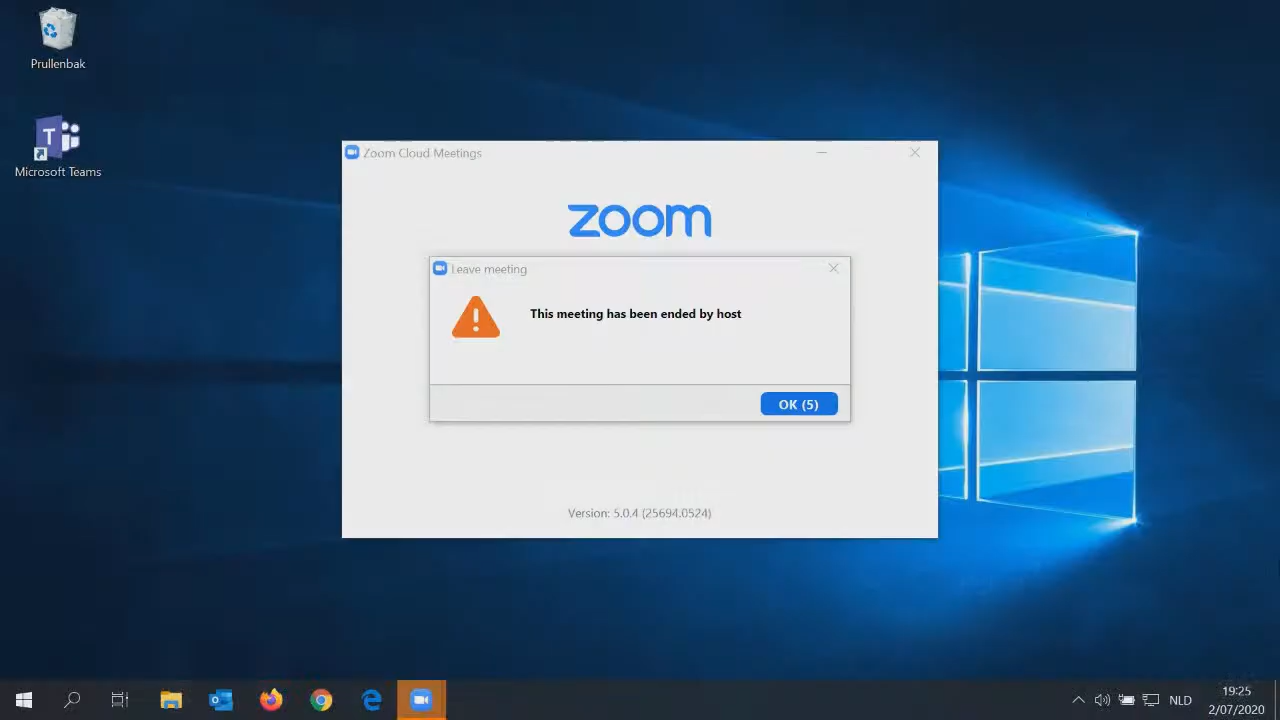 Prullenbak
Microsoft Teams
Zoom Cloud Meetings
zoom
Leave meeting
This meeting has been ended by host
OK (5)
Version: 5.0.4 (25694.0524)
NLD
19:25
2/07/2020